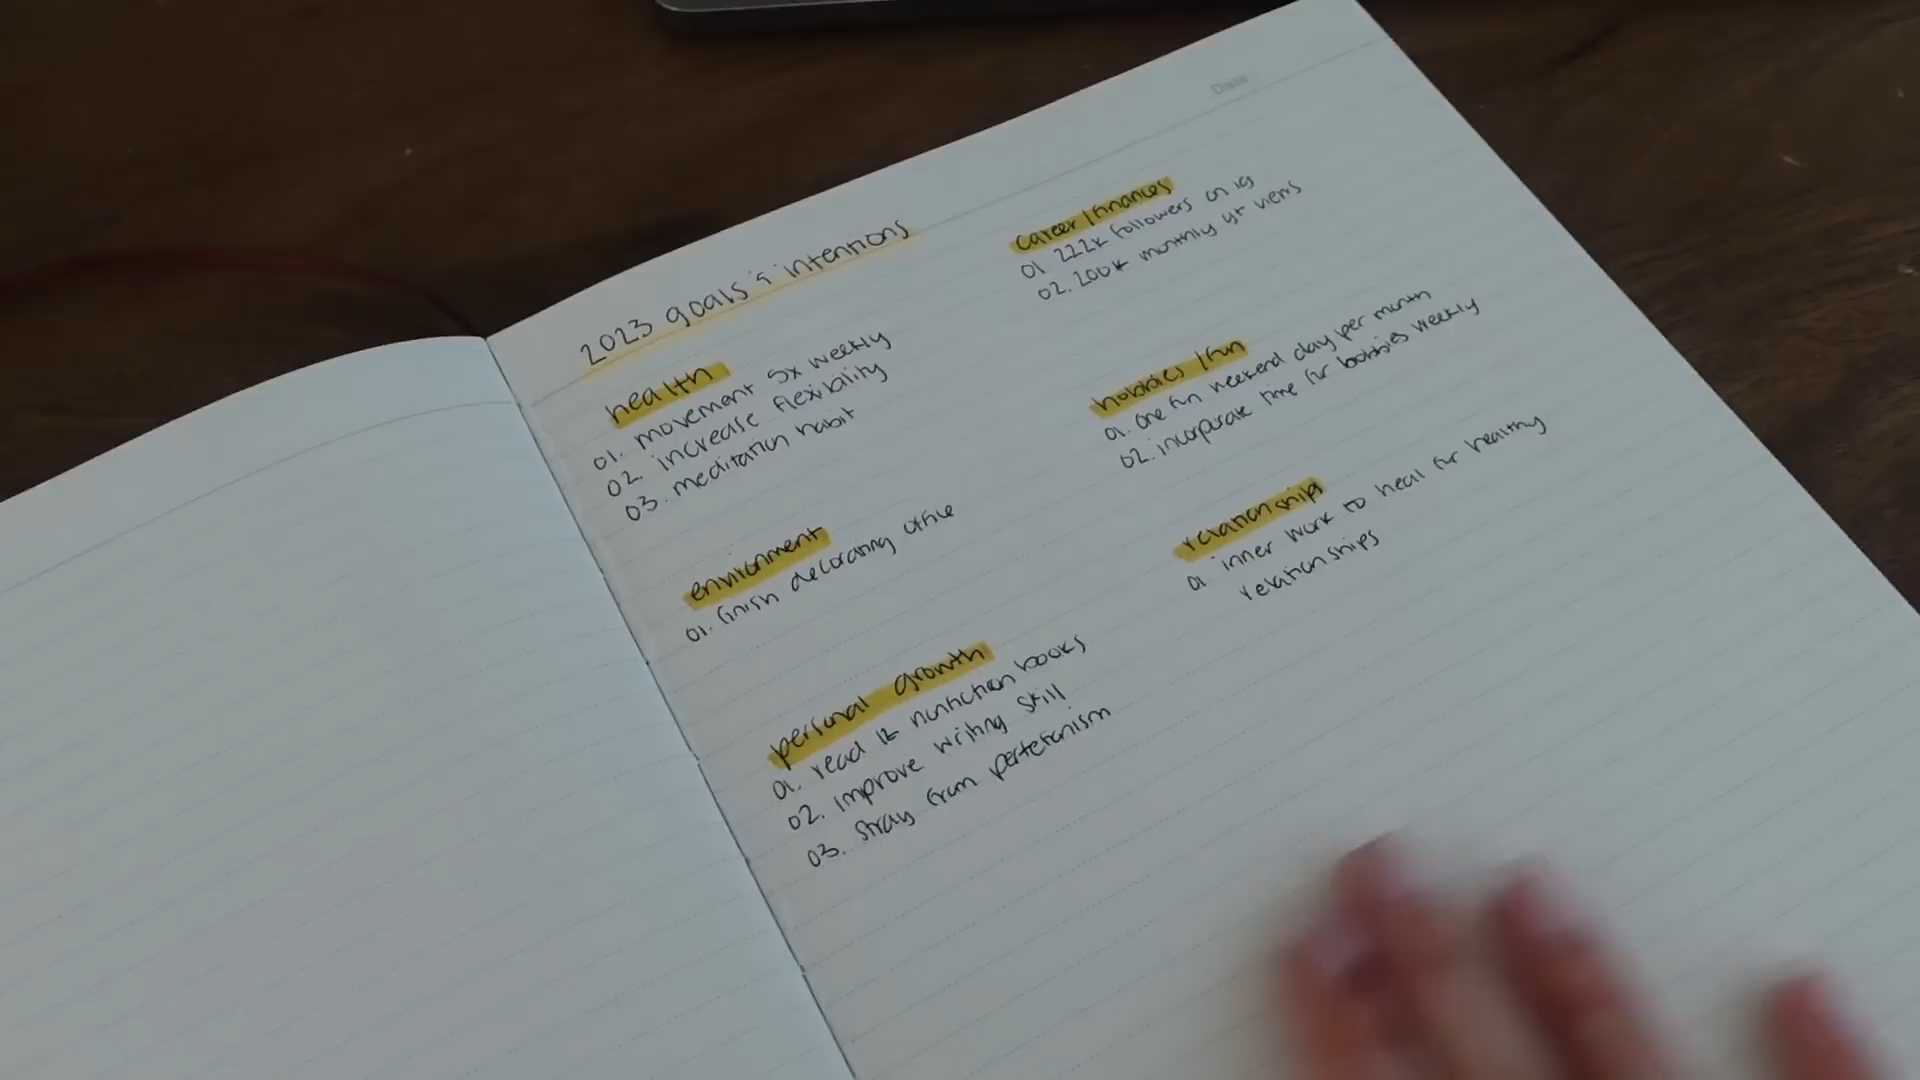 Date
2023 goals & intentions
health
01. movement 5x weekly
02. increase flexibility
03. meditation habit
environment
01. finish decorating office
personal growth
01. read 12 nonfiction books
02. improve writing skill
03. stray from perfetionism
career/finances
01 222k followers on ig
02. 200k monthly yt views
hobbies/fun
01. one fun weekend day per month
02. incorporate time for hobbies weekly
relationship
01 inner work to heal for healthy
relationships